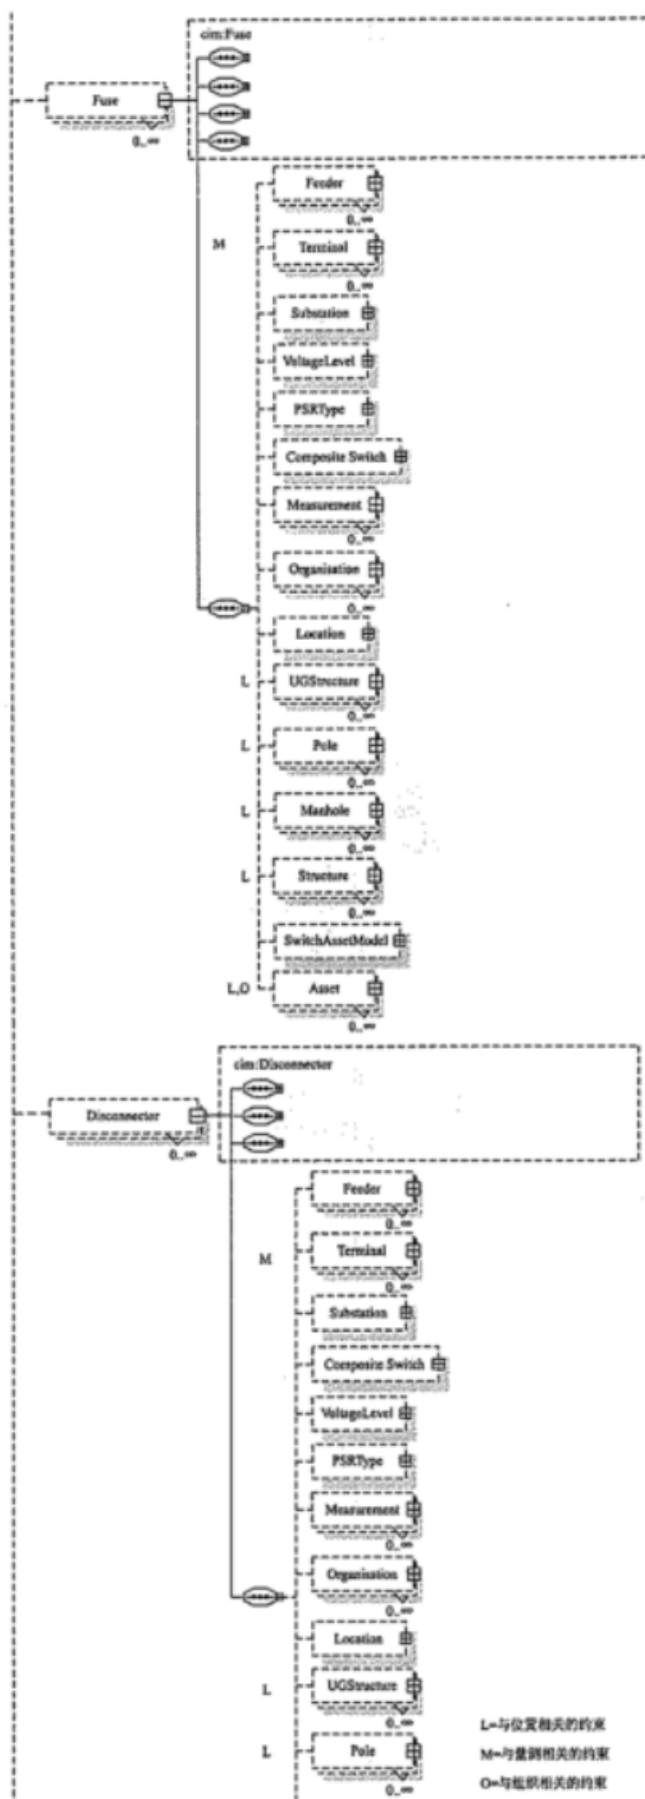 cim:Fuse
Fuse
0..∞
Feeder
0..∞
M
Terminal
0..∞
Substation
VoltageLevel
PSRType
Composite Switch
Measurement
0..∞
Organisation
0..∞
Location
L
UGStructure
0..∞
L
Pole
0..∞
L
Manhole
0..∞
L
Structure
0..∞
SwitchAssetModel
L,O
Asset
0..∞
cim:Disconnector
Disconnector
0..∞
Feeder
0..∞
M
Terminal
0..∞
Substation
Composite Switch
VoltageLevel
PSRType
Measurement
0..∞
Organisation
0..∞
Location
L
UGStructure
0..∞
L
Pole
0..∞
L=与位置相关的约束
M=与量测相关的约束
O=与组织相关的约束